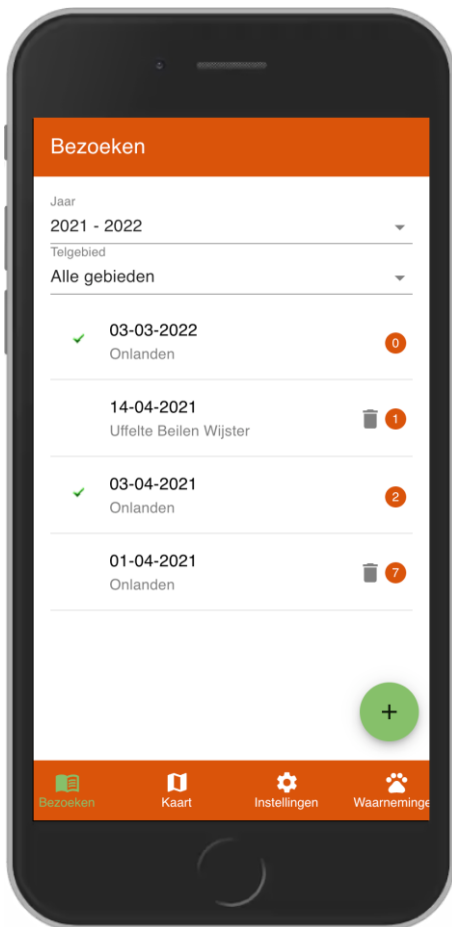 Bezoeken
Jaar
2021 - 2022
Telgebied
Alle gebieden
03-03-2022
Onlanden
0
14-04-2021
Uffelte Beilen Wijster
1
03-04-2021
Onlanden
2
01-04-2021
Onlanden
7
+
Bezoeken Kaart Instellingen Waarneminge